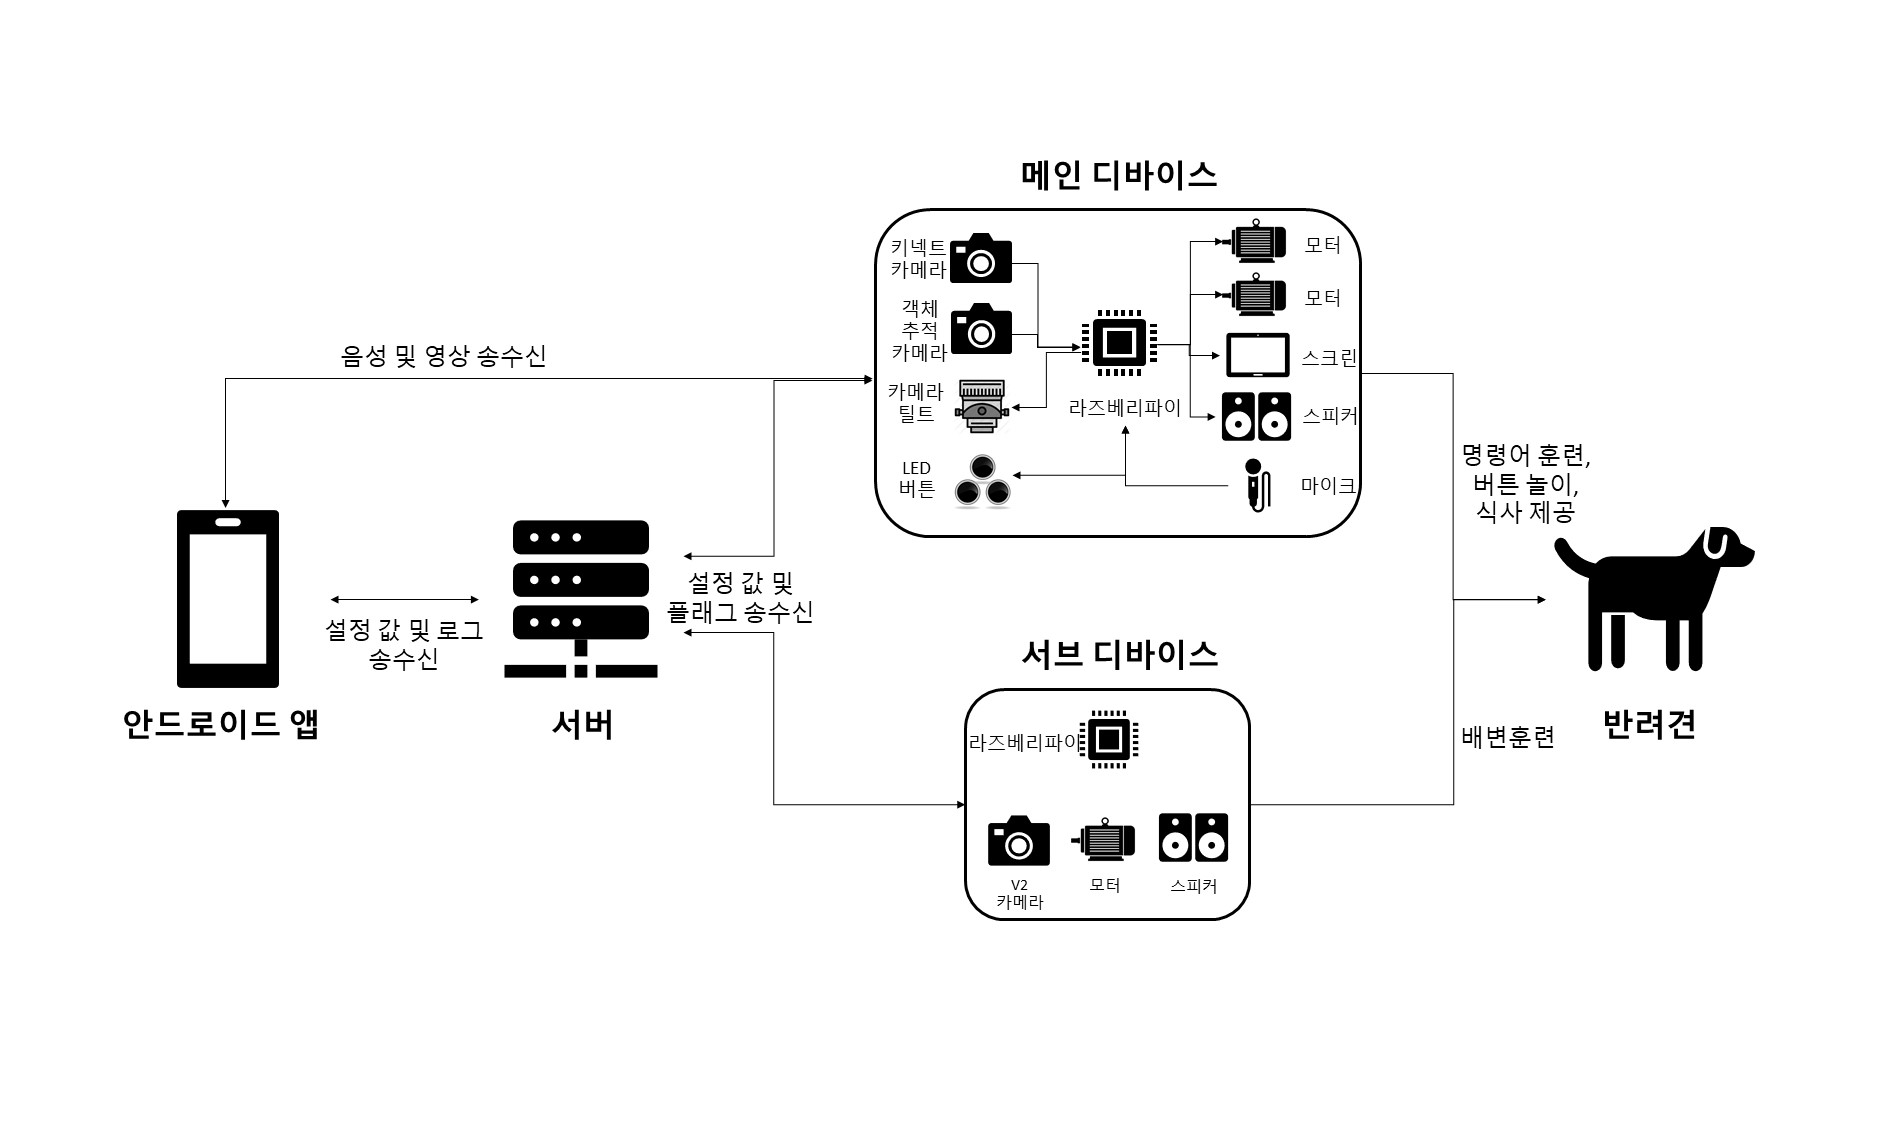 메인 디바이스
키넥트
카메라
객체
추적
카메라
카메라
틸트
LED
버튼
라즈베리파이
모터
모터
스크린
스피커
마이크
음성 및 영상 송수신
설정 값 및 로그
송수신
설정 값 및
플래그 송수신
안드로이드 앱
서버
서브 디바이스
라즈베리파이
V2
카메라
모터
스피커
명령어 훈련,
버튼 놀이,
식사 제공
배변훈련
반려견